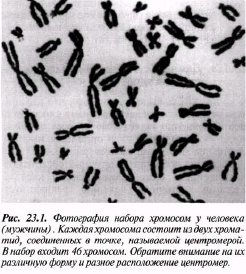 Рис. 23.1. Фотография набора хромосом у человека
(мужчины) . Каждая хромосома состоит из двух хрома-
тид, соединенных в точке, называемой центромерой.
В набор входит 46 хромосом. Обратите внимание на их
различную форму и разное расположение центромер.